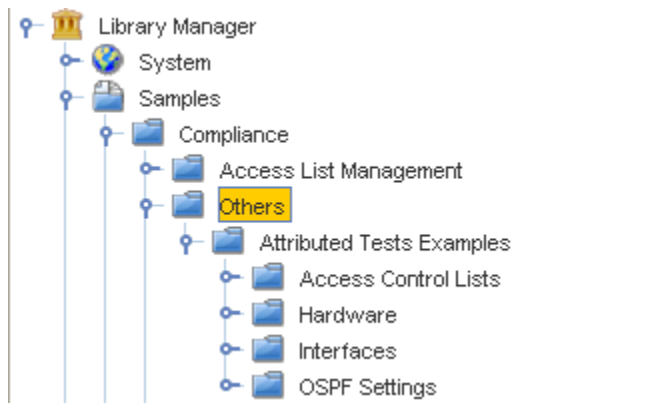 Library Manager
System
Samples
Compliance
Access List Management
Others
Attributed Tests Examples
Access Control Lists
Hardware
Interfaces
OSPF Settings